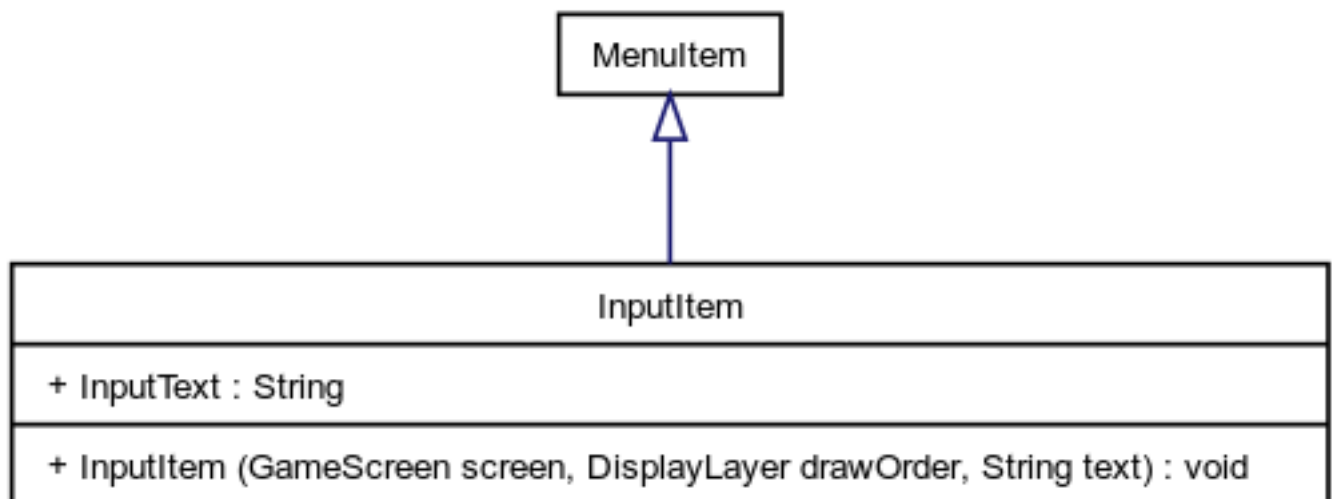 MenuItem
InputItem
+ InputText : String
+ InputItem (GameScreen screen, DisplayLayer drawOrder, String text) : void